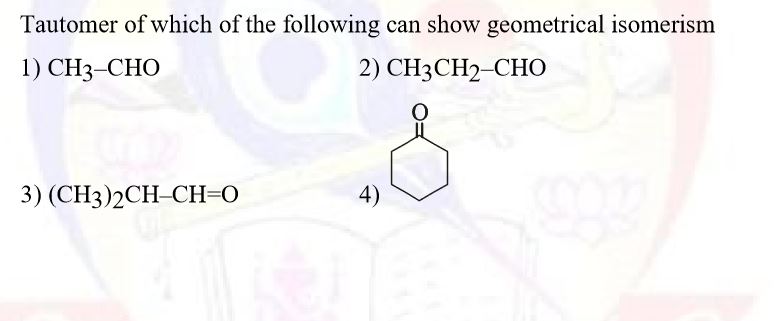 Tautomer of which of the following can show geometrical isomerism
1) CH3–CHO 2) CH3CH2–CHO
O
3) (CH3)2CH–CH=O 4)